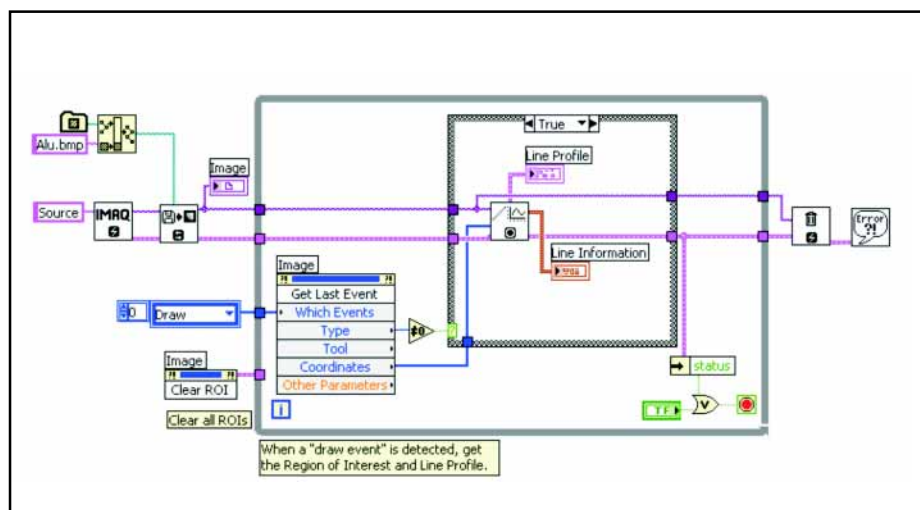 True
Line Profile
Alu.bmp
Image
Source
IMAQ
Error
?!
Line Information
Image
?! ?!
Get Last Event
Which Events
Type
≠0
?
Tool
Coordinates
Other Parameters
0 Draw
Image
?! ?!
Clear ROI
Clear all ROIs
status
TF
V
i
When a "draw event" is detected, get
the Region of Interest and Line Profile.